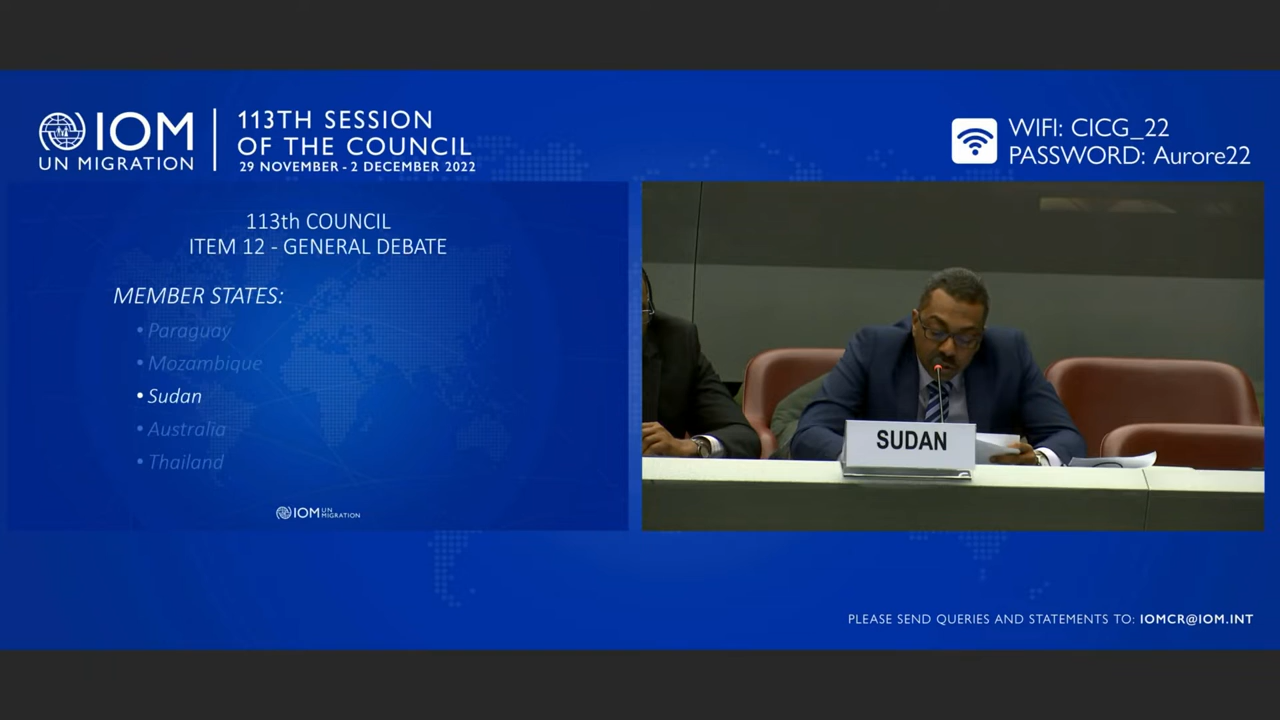 IOM
UN MIGRATION
113TH SESSION
OF THE COUNCIL
29 NOVEMBER - 2 DECEMBER 2022
WIFI: CICG_22
PASSWORD: Aurore22
113th COUNCIL
ITEM 12 - GENERAL DEBATE
MEMBER STATES:
• Paraguay
• Mozambique
• Sudan
• Australia
• Thailand
IOM UN MIGRATION
SUDAN
PLEASE SEND QUERIES AND STATEMENTS TO: IOMCR@IOM.INT